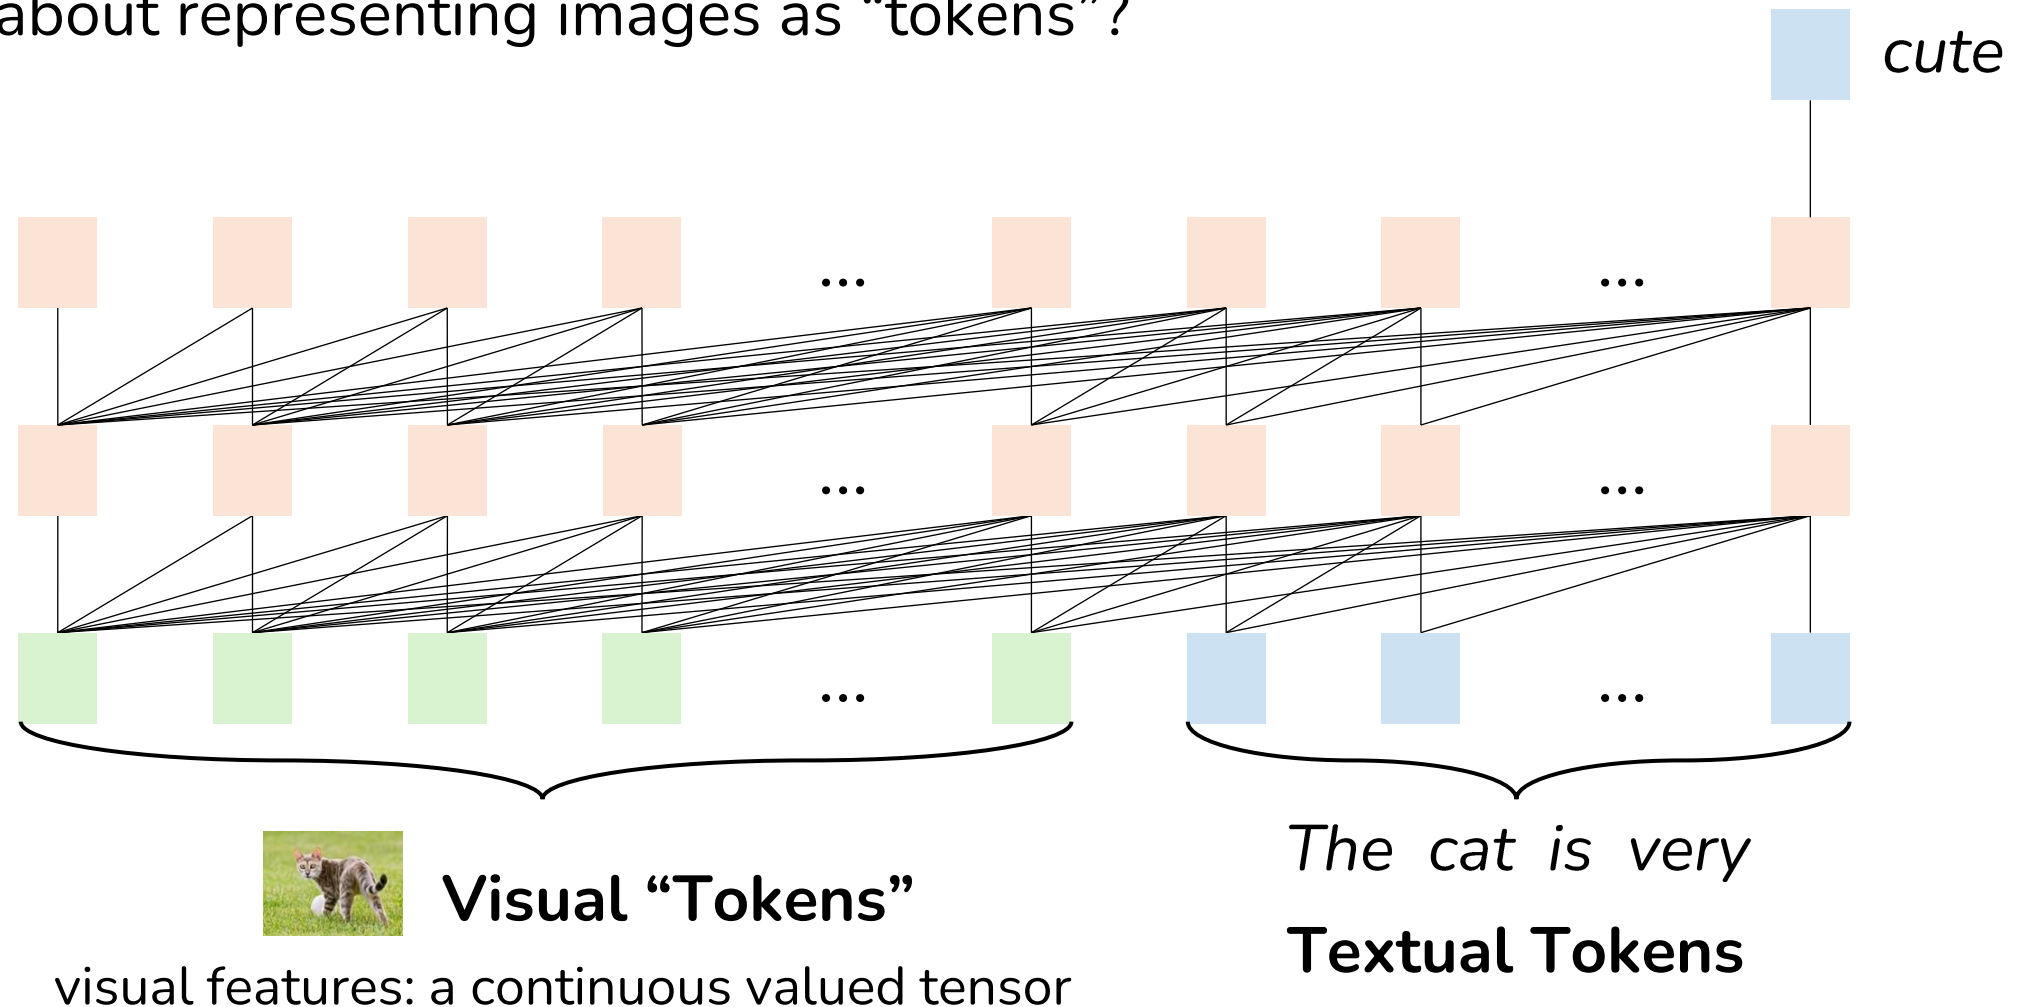 about representing images as “tokens”?
cute
... ...
... ...
... ...
The cat is very
Visual “Tokens”
Textual Tokens
visual features: a continuous valued tensor